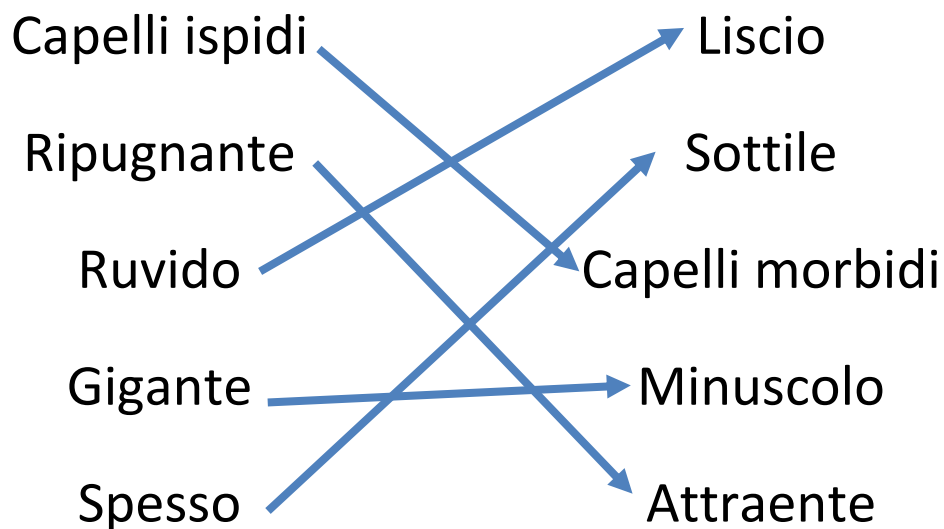 Capelli ispidi
Liscio
Ripugnante
Sottile
Ruvido
Capelli morbidi
Gigante
Minuscolo
Spesso
Attraente